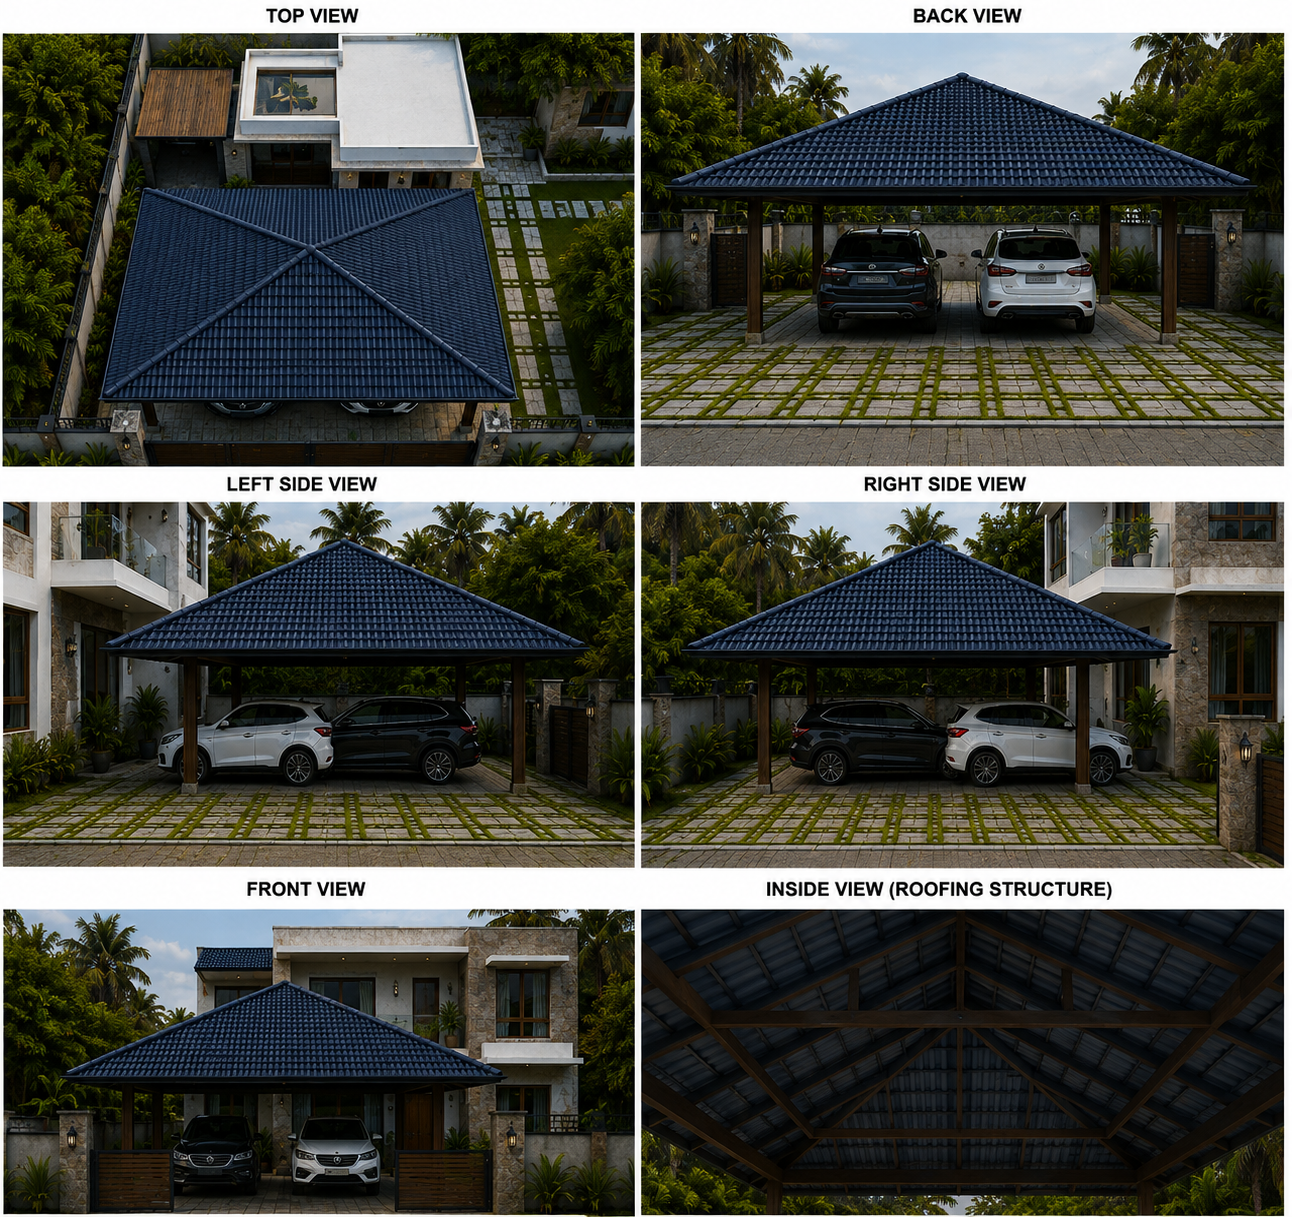 TOP VIEW
BACK VIEW
LEFT SIDE VIEW
RIGHT SIDE VIEW
FRONT VIEW
INSIDE VIEW (ROOFING STRUCTURE)